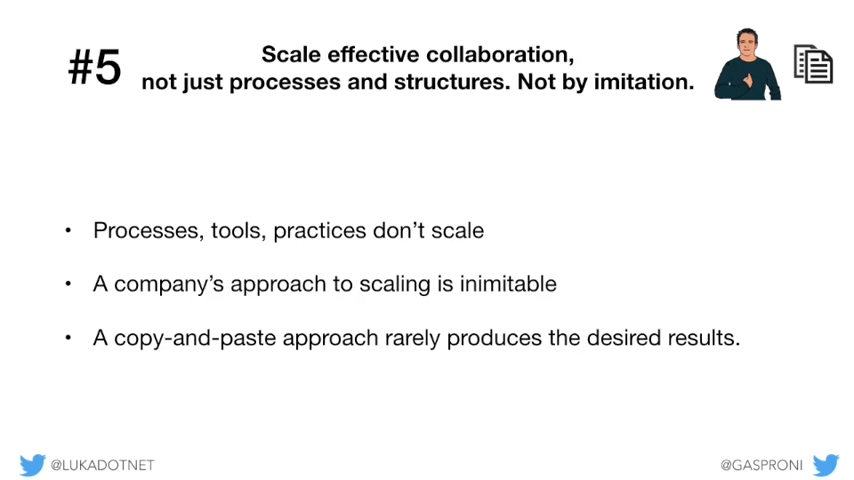 #5
Scale effective collaboration,
not just processes and structures. Not by imitation.
• Processes, tools, practices don’t scale
• A company’s approach to scaling is inimitable
• A copy-and-paste approach rarely produces the desired results.
@LUKADOTNET
@GASPRONI